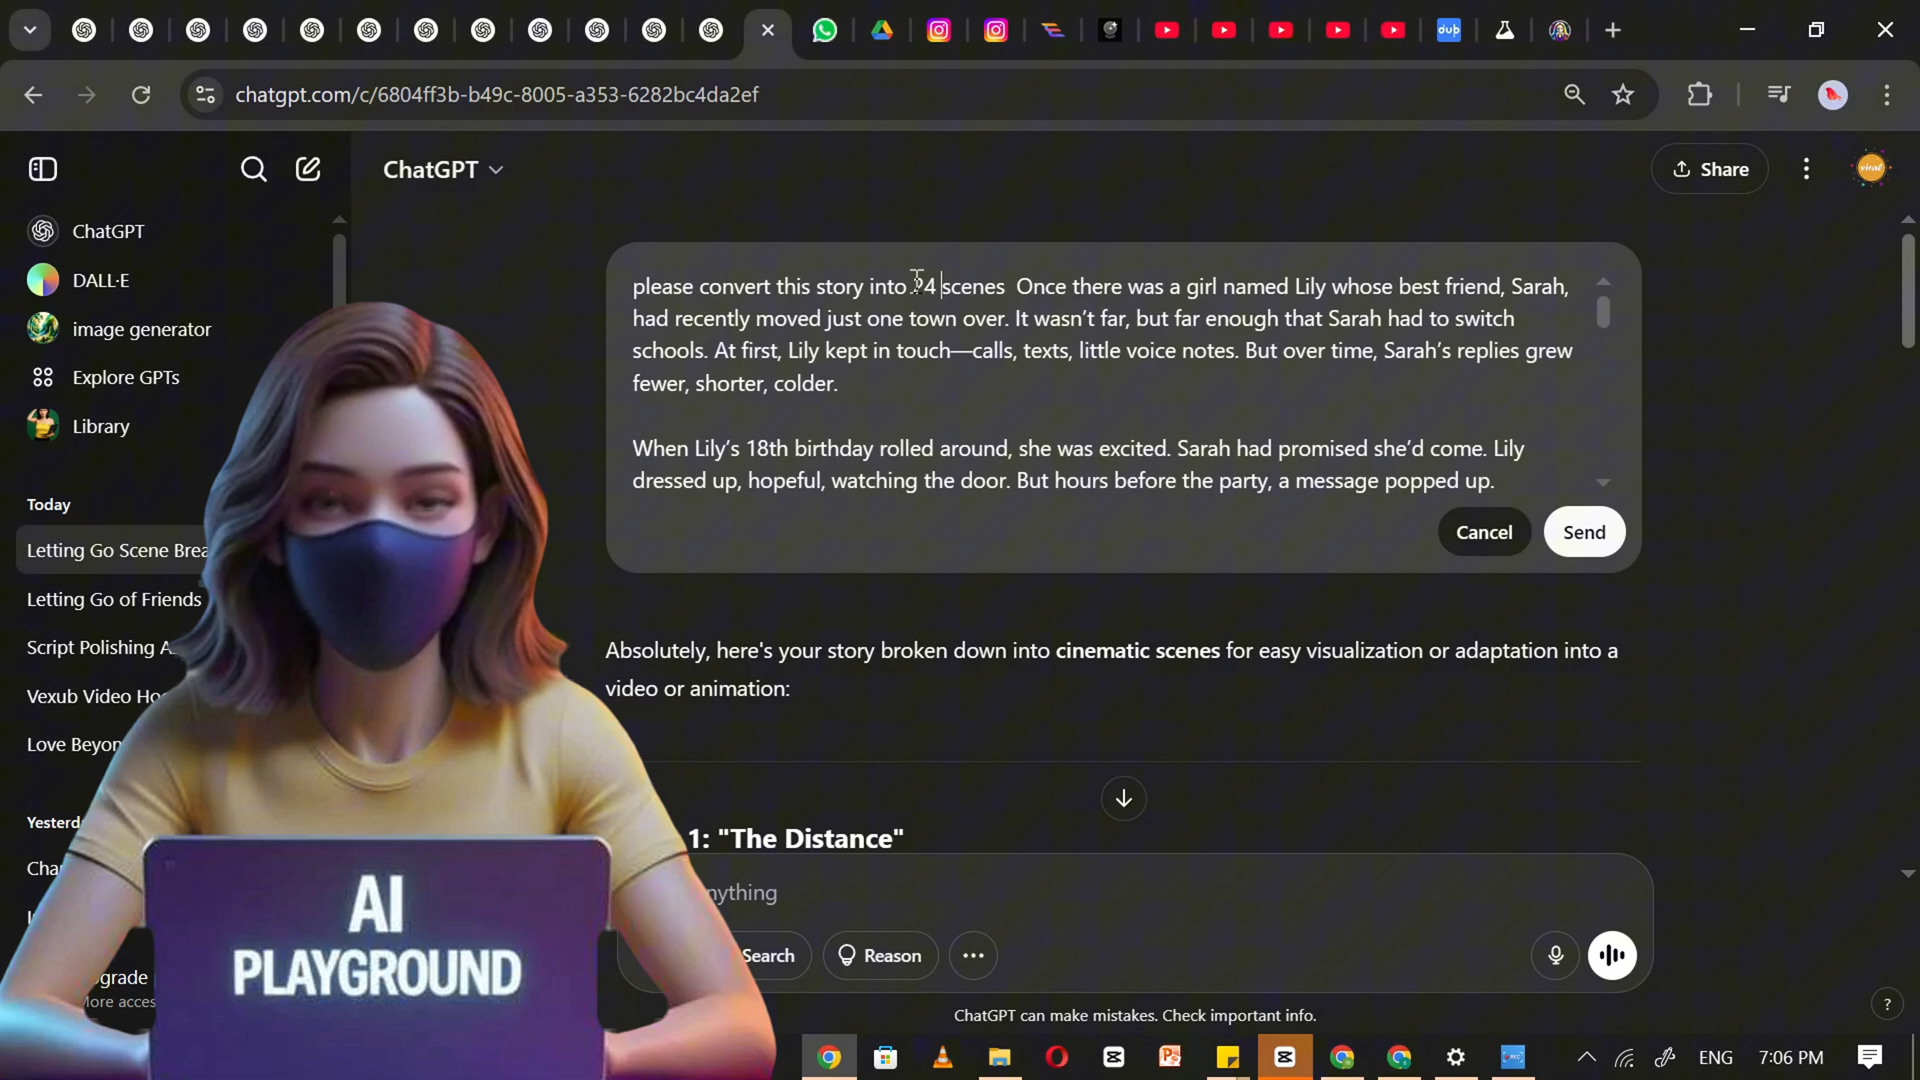 dub
chatgpt.com/c/6804ff3b-b49c-8005-a353-6282bc4da2ef
ChatGPT
Share
viral
ChatGPT
DALL·E
image generator
Explore GPTs
Library
Today
Letting Go Scene Brea
Letting Go of Friends
Script Polishing A
Vexub Video Ho
Love Beyon
Yesterd
Cha
pgrade
More acces
please convert this story into 24 scenes  Once there was a girl named Lily whose best friend, Sarah,
had recently moved just one town over. It wasn’t far, but far enough that Sarah had to switch
schools. At first, Lily kept in touch—calls, texts, little voice notes. But over time, Sarah’s replies grew
fewer, shorter, colder.
When Lily’s 18th birthday rolled around, she was excited. Sarah had promised she’d come. Lily
dressed up, hopeful, watching the door. But hours before the party, a message popped up.
Cancel
Send
Absolutely, here's your story broken down into cinematic scenes for easy visualization or adaptation into a
video or animation:
1: "The Distance"
nything
Search
Reason
ChatGPT can make mistakes. Check important info.
?
AI
PLAYGROUND
REC
ENG
7:06 PM